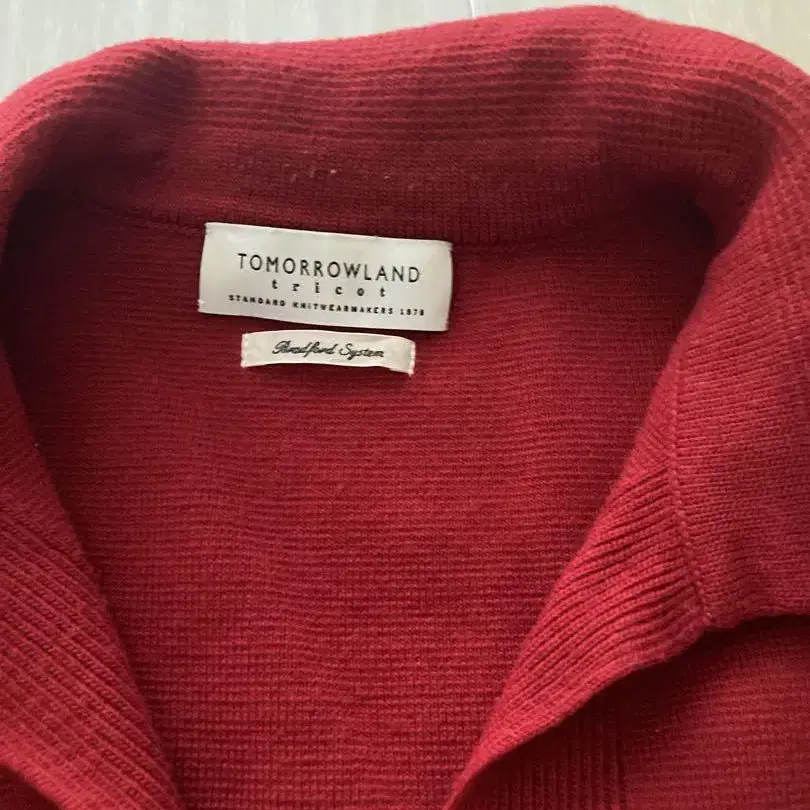 TOMORROWLAND
tricot
STANDARD KNITWEARMAKERS 1978
Bradford System